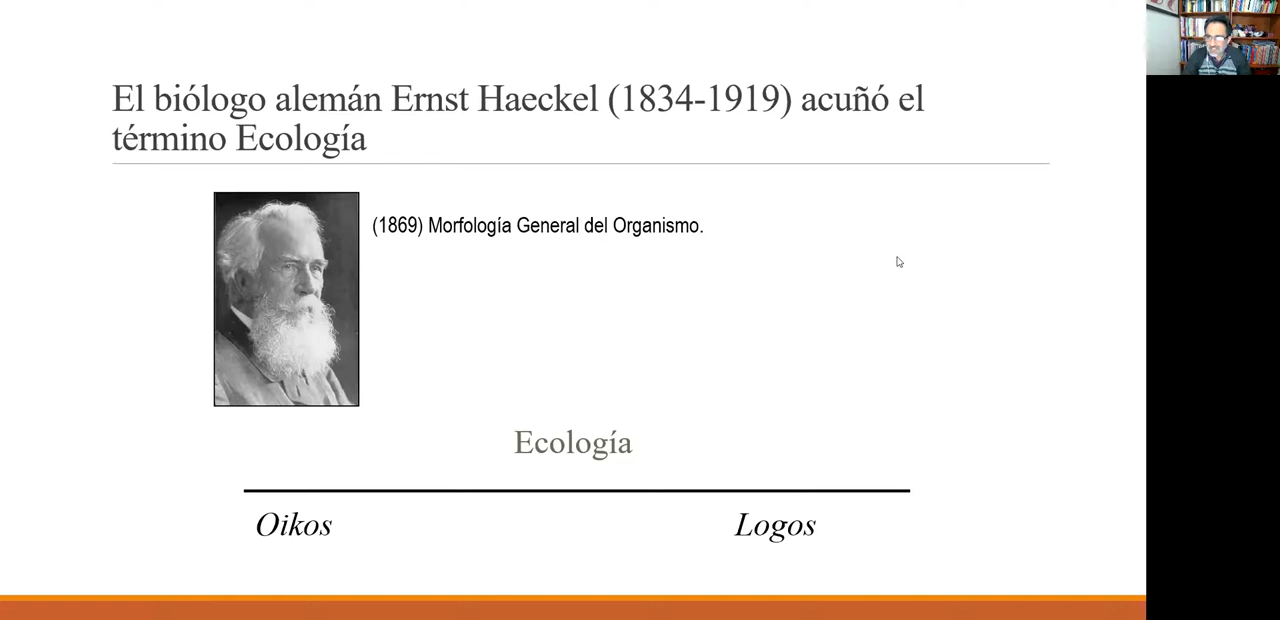 El biólogo alemán Ernst Haeckel (1834-1919) acuñó el
término Ecología
(1869) Morfología General del Organismo.
Ecología
Oikos
Logos